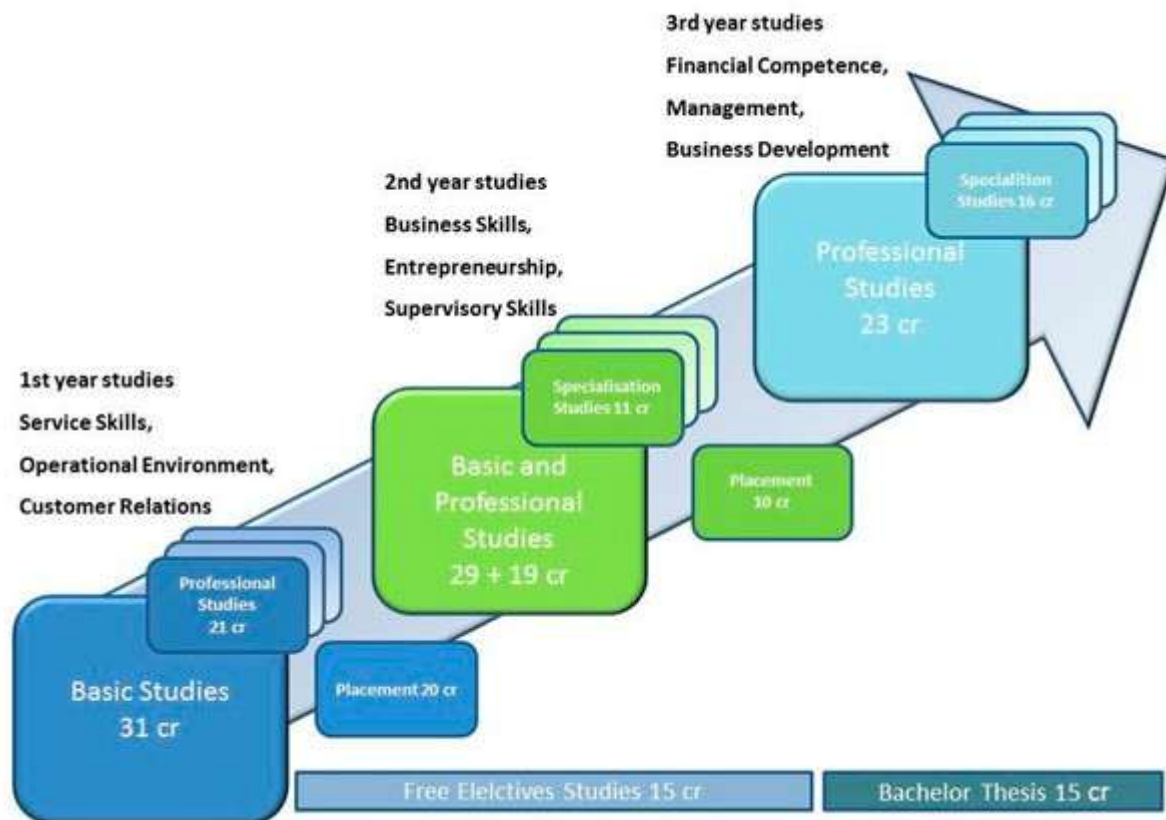 1st year studies
Service Skills,
Operational Environment,
Customer Relations
Professional
Studies
21 cr
Basic Studies
31 cr
Placement 20 cr
2nd year studies
Business Skills,
Entrepreneurship,
Supervisory Skills
Specialisation
Studies 11 cr
Basic and
Professional
Studies
29 + 19 cr
Placement
10 cr
3rd year studies
Financial Competence,
Management,
Business Development
Specialition
Studies 16 cr
Professional
Studies
23 cr
Free Elelctives Studies 15 cr
Bachelor Thesis 15 cr